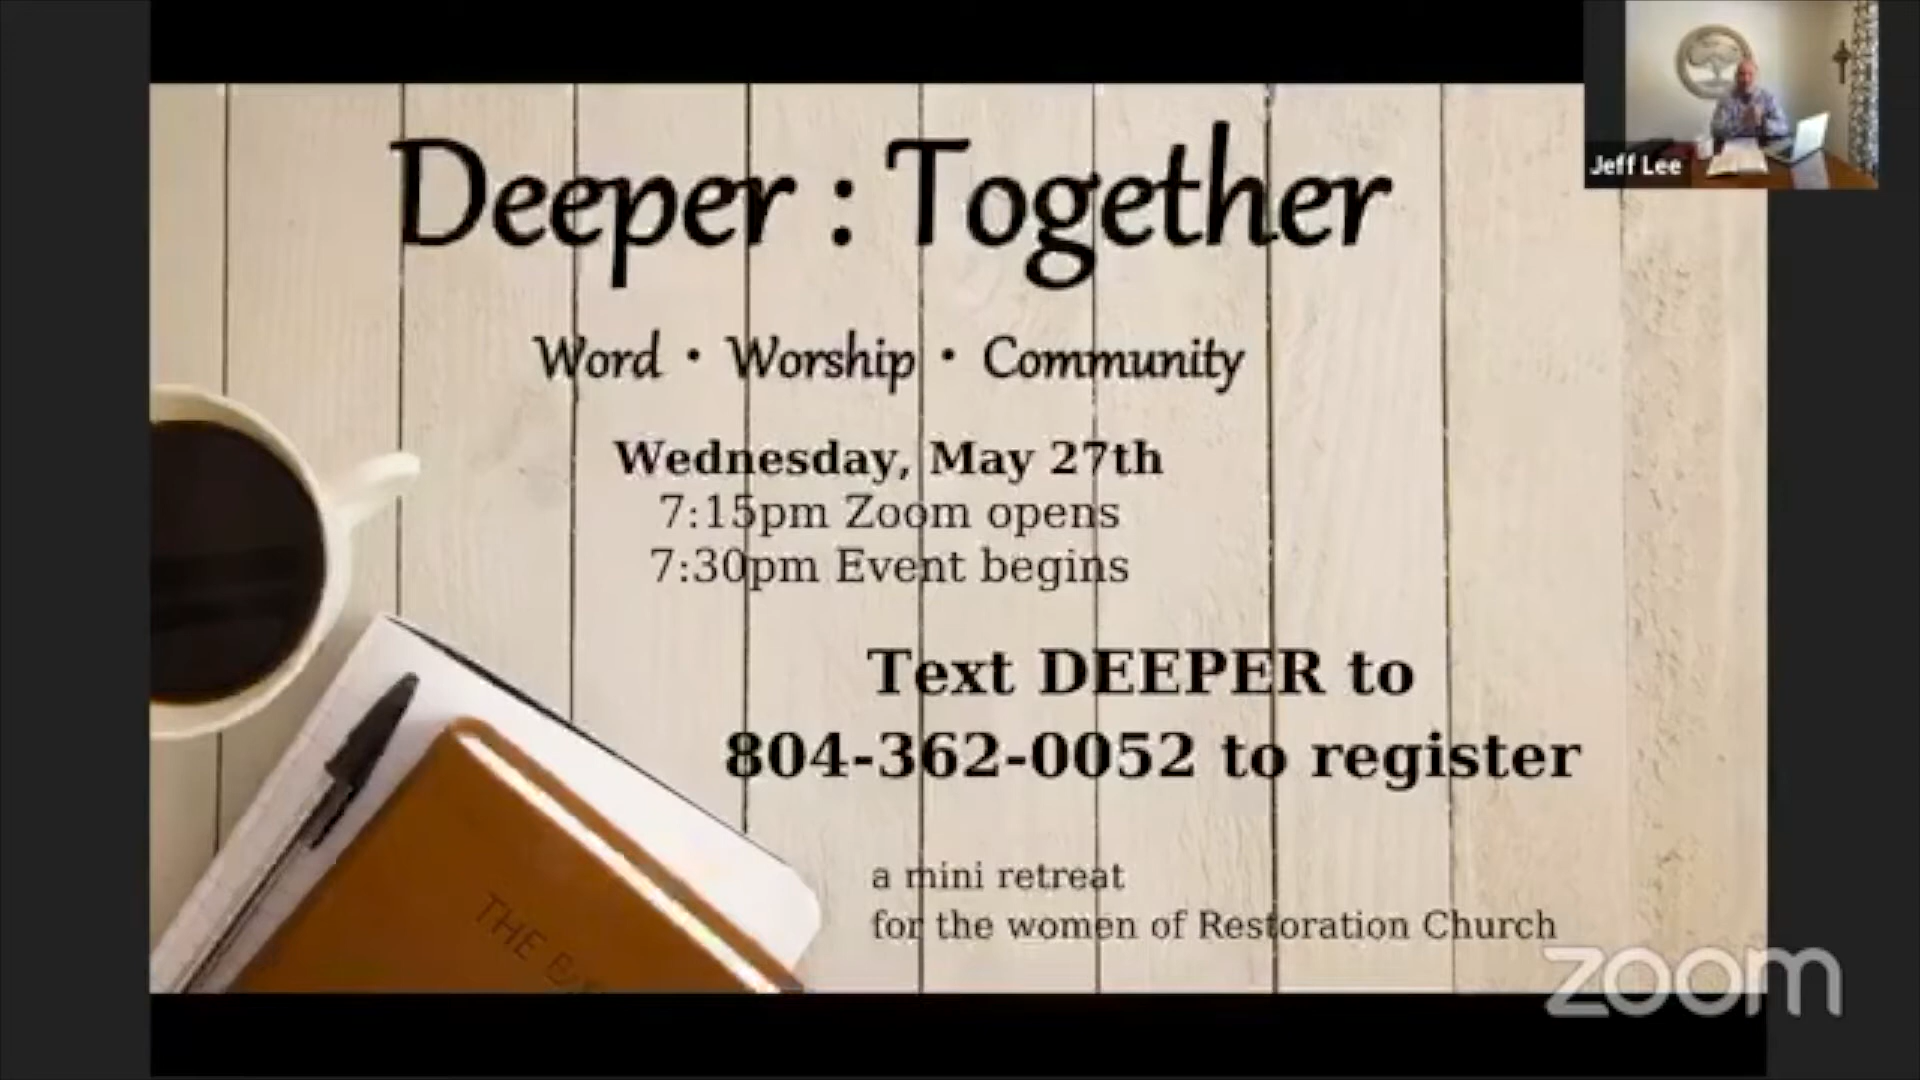 Jeff Lee
Deeper : Together
Word • Worship • Community
Wednesday, May 27th
7:15pm Zoom opens
7:30pm Event begins
Text DEEPER to
804-362-0052 to register
a mini retreat
for the women of Restoration Church
THE
zoom